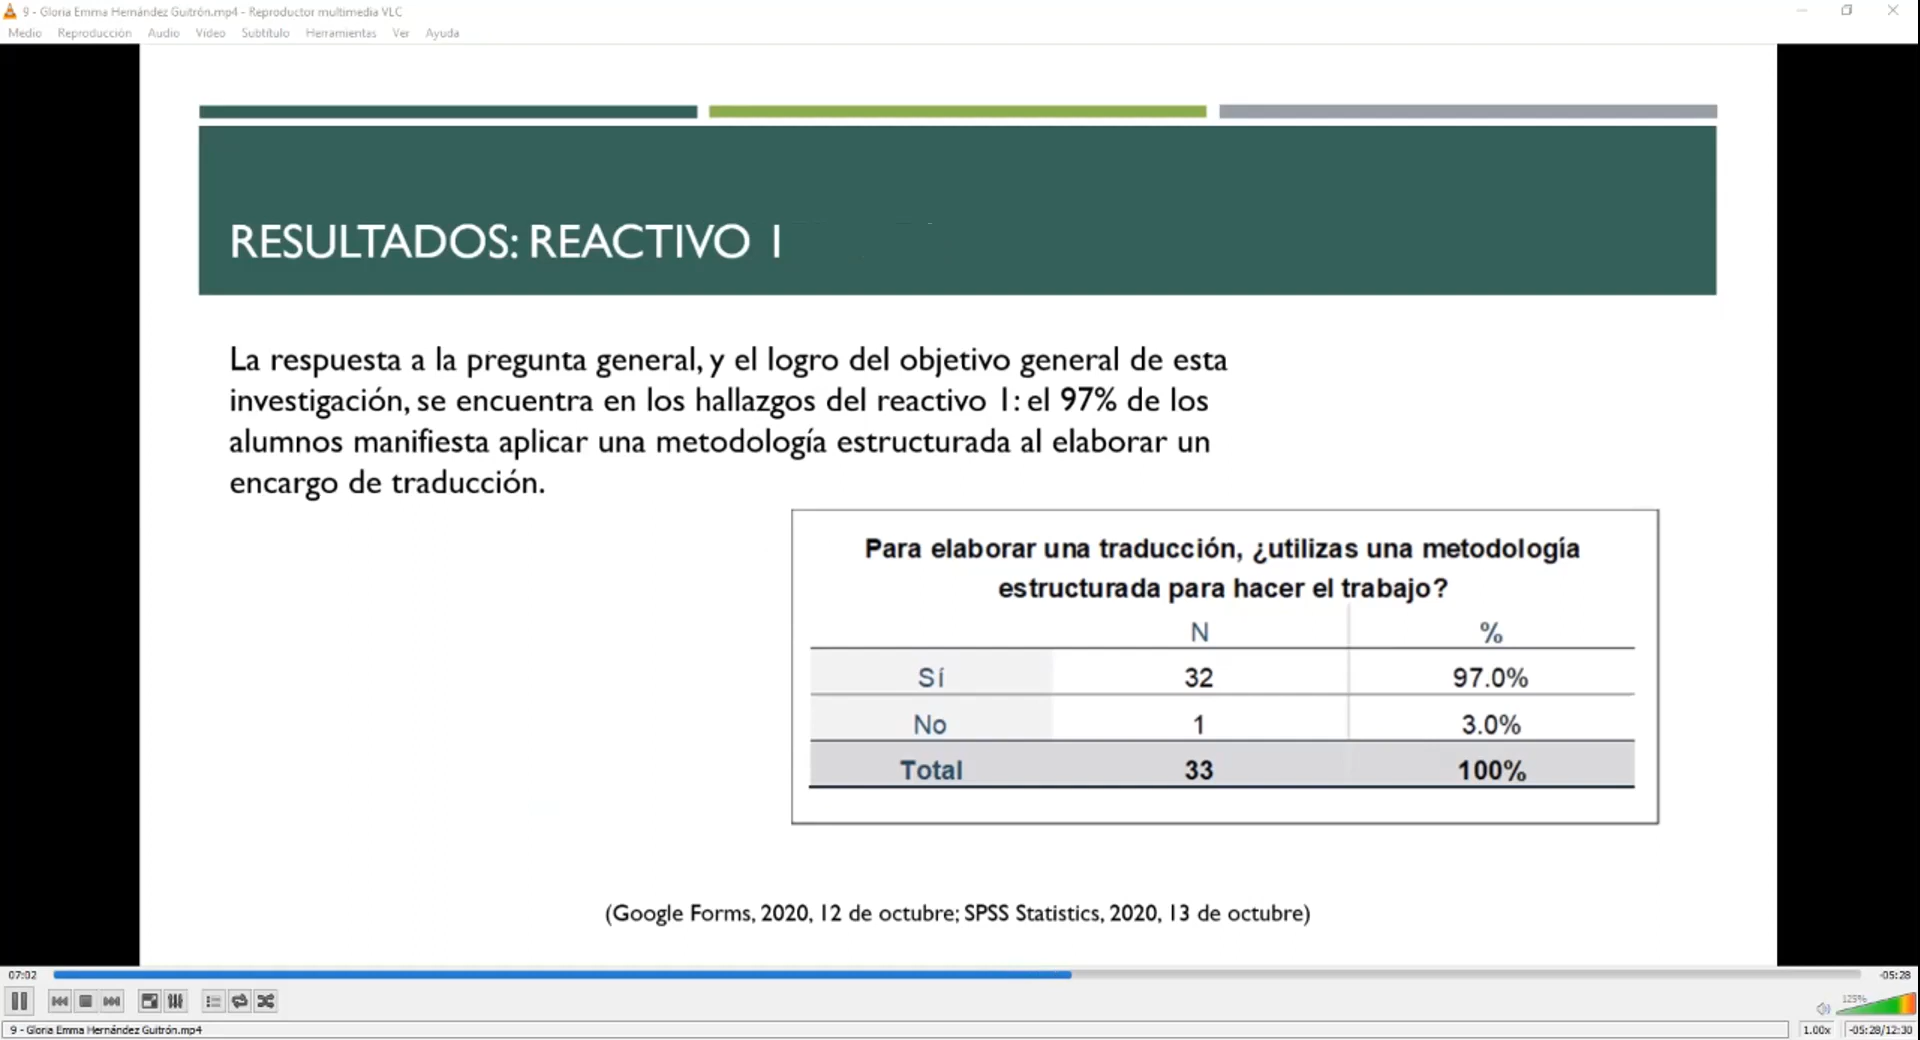 9 - Gloria Emma Hernández Guitrón.mp4 - Reproductor multimedia VLC
Medio Reproducción Audio Vídeo Subtítulo Herramientas Ver Ayuda
RESULTADOS: REACTIVO 1
La respuesta a la pregunta general, y el logro del objetivo general de esta
investigación, se encuentra en los hallazgos del reactivo 1: el 97% de los
alumnos manifiesta aplicar una metodología estructurada al elaborar un
encargo de traducción.
Para elaborar una traducción, ¿utilizas una metodología
estructurada para hacer el trabajo?
N %
Sí 32 97.0%
No 1 3.0%
Total 33 100%
(Google Forms, 2020, 12 de octubre; SPSS Statistics, 2020, 13 de octubre)
07:02 -05:28
125%
9 - Gloria Emma Hernández Guitrón.mp4 1.00x -05:28/12:30